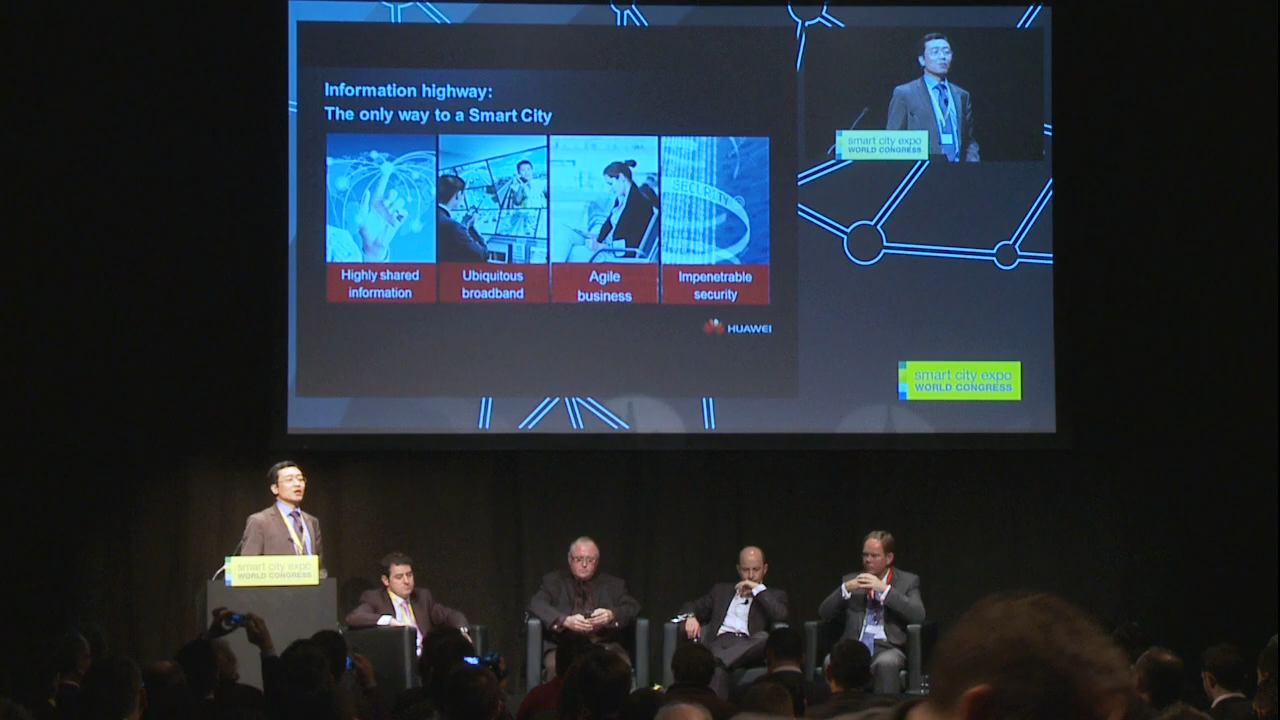 Information highway:
The only way to a Smart City
SECURITY
Highly shared
information
Ubiquitous
broadband
Agile
business
Impenetrable
security
HUAWEI
smart city expo
WORLD CONGRESS
smart city expo
WORLD CONGRESS
smart city expo
WORLD CONGRESS